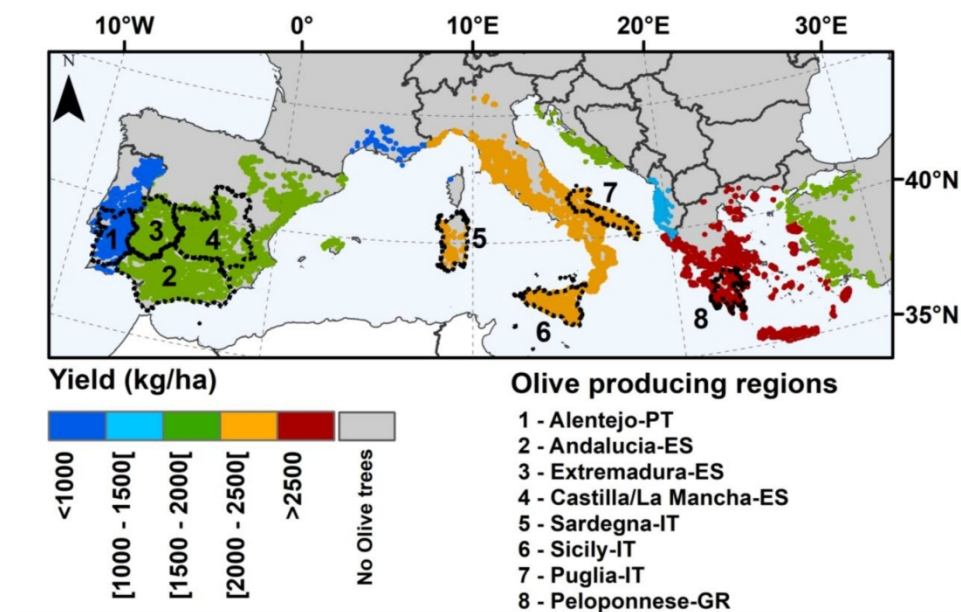 10°W 0° 10°E 20°E 30°E
N
40°N
35°N
1 2 3 4 5 6 7 8
Yield (kg/ha)
<1000
[1000 - 1500[
[1500 - 2000[
[2000 - 2500[
>2500
No Olive trees
Olive producing regions
1 - Alentejo-PT
2 - Andalucia-ES
3 - Extremadura-ES
4 - Castilla/La Mancha-ES
5 - Sardegna-IT
6 - Sicily-IT
7 - Puglia-IT
8 - Peloponnese-GR